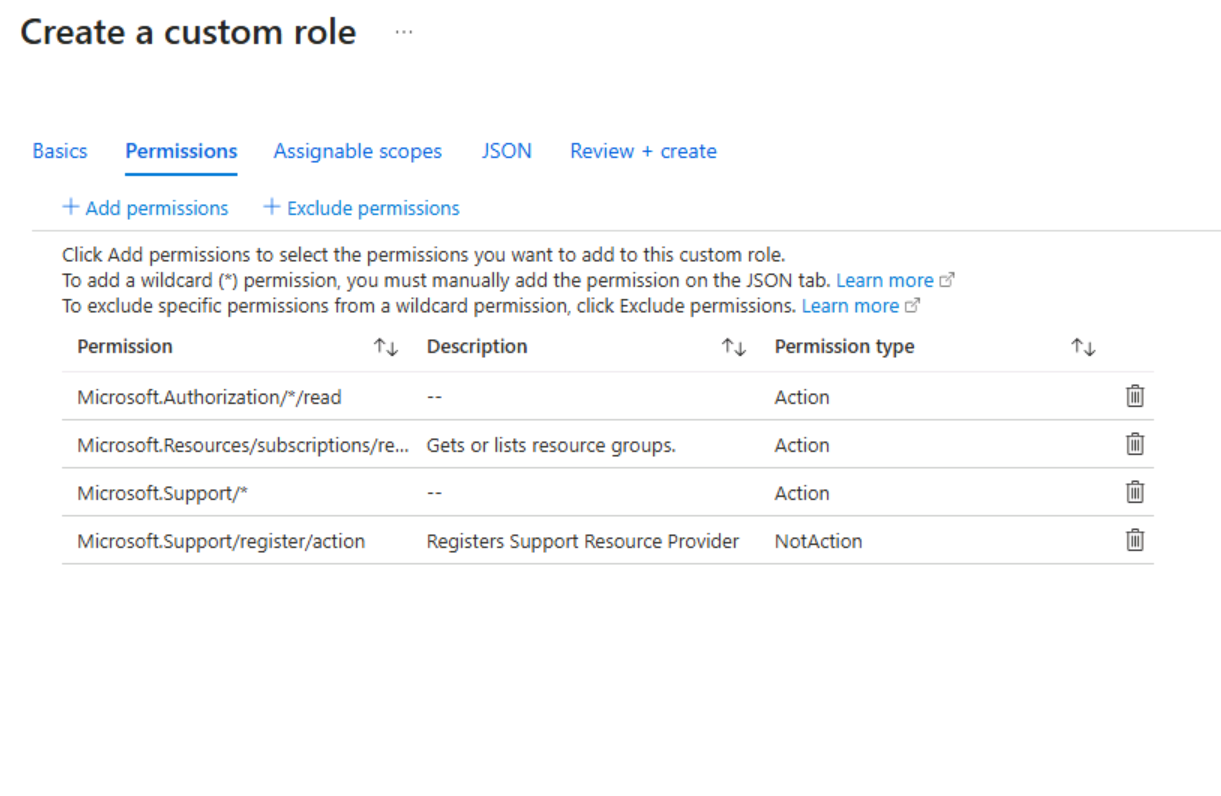 Create a custom role ...
Basics Permissions Assignable scopes JSON Review + create
+ Add permissions + Exclude permissions
Click Add permissions to select the permissions you want to add to this custom role.
To add a wildcard (*) permission, you must manually add the permission on the JSON tab. Learn more
To exclude specific permissions from a wildcard permission, click Exclude permissions. Learn more
Permission ↑↓ Description ↑↓ Permission type ↑↓
Microsoft.Authorization/*/read -- Action
Microsoft.Resources/subscriptions/re... Gets or lists resource groups. Action
Microsoft.Support/* -- Action
Microsoft.Support/register/action Registers Support Resource Provider NotAction